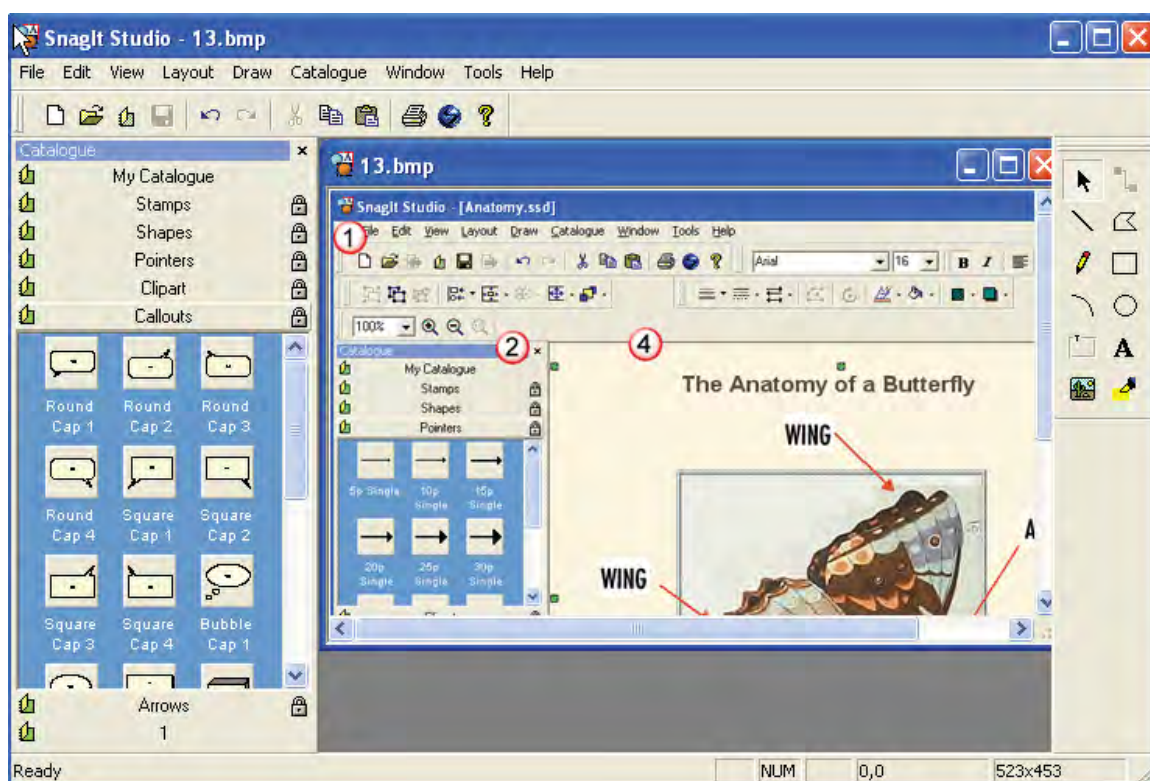 SnagIt Studio - 13.bmp
File Edit View Layout Draw Catalogue Window Tools Help
Catalogue
My Catalogue
Stamps
Shapes
Pointers
Clipart
Callouts
Round Cap 1
Round Cap 2
Round Cap 3
Round Cap 4
Square Cap 1
Square Cap 2
Square Cap 3
Square Cap 4
Bubble Cap 1
Arrows
1
13.bmp
SnagIt Studio - [Anatomy.ssd]
1
File Edit View Layout Draw Catalogue Window Tools Help
Arial 16 B I
100%
Catalogue
2
4
My Catalogue
Stamps
Shapes
Pointers
5p Single
10p Single
15p Single
20p Single
25p Single
30p Single
The Anatomy of a Butterfly
WING
A
WING
A
Ready NUM 0,0 523x453